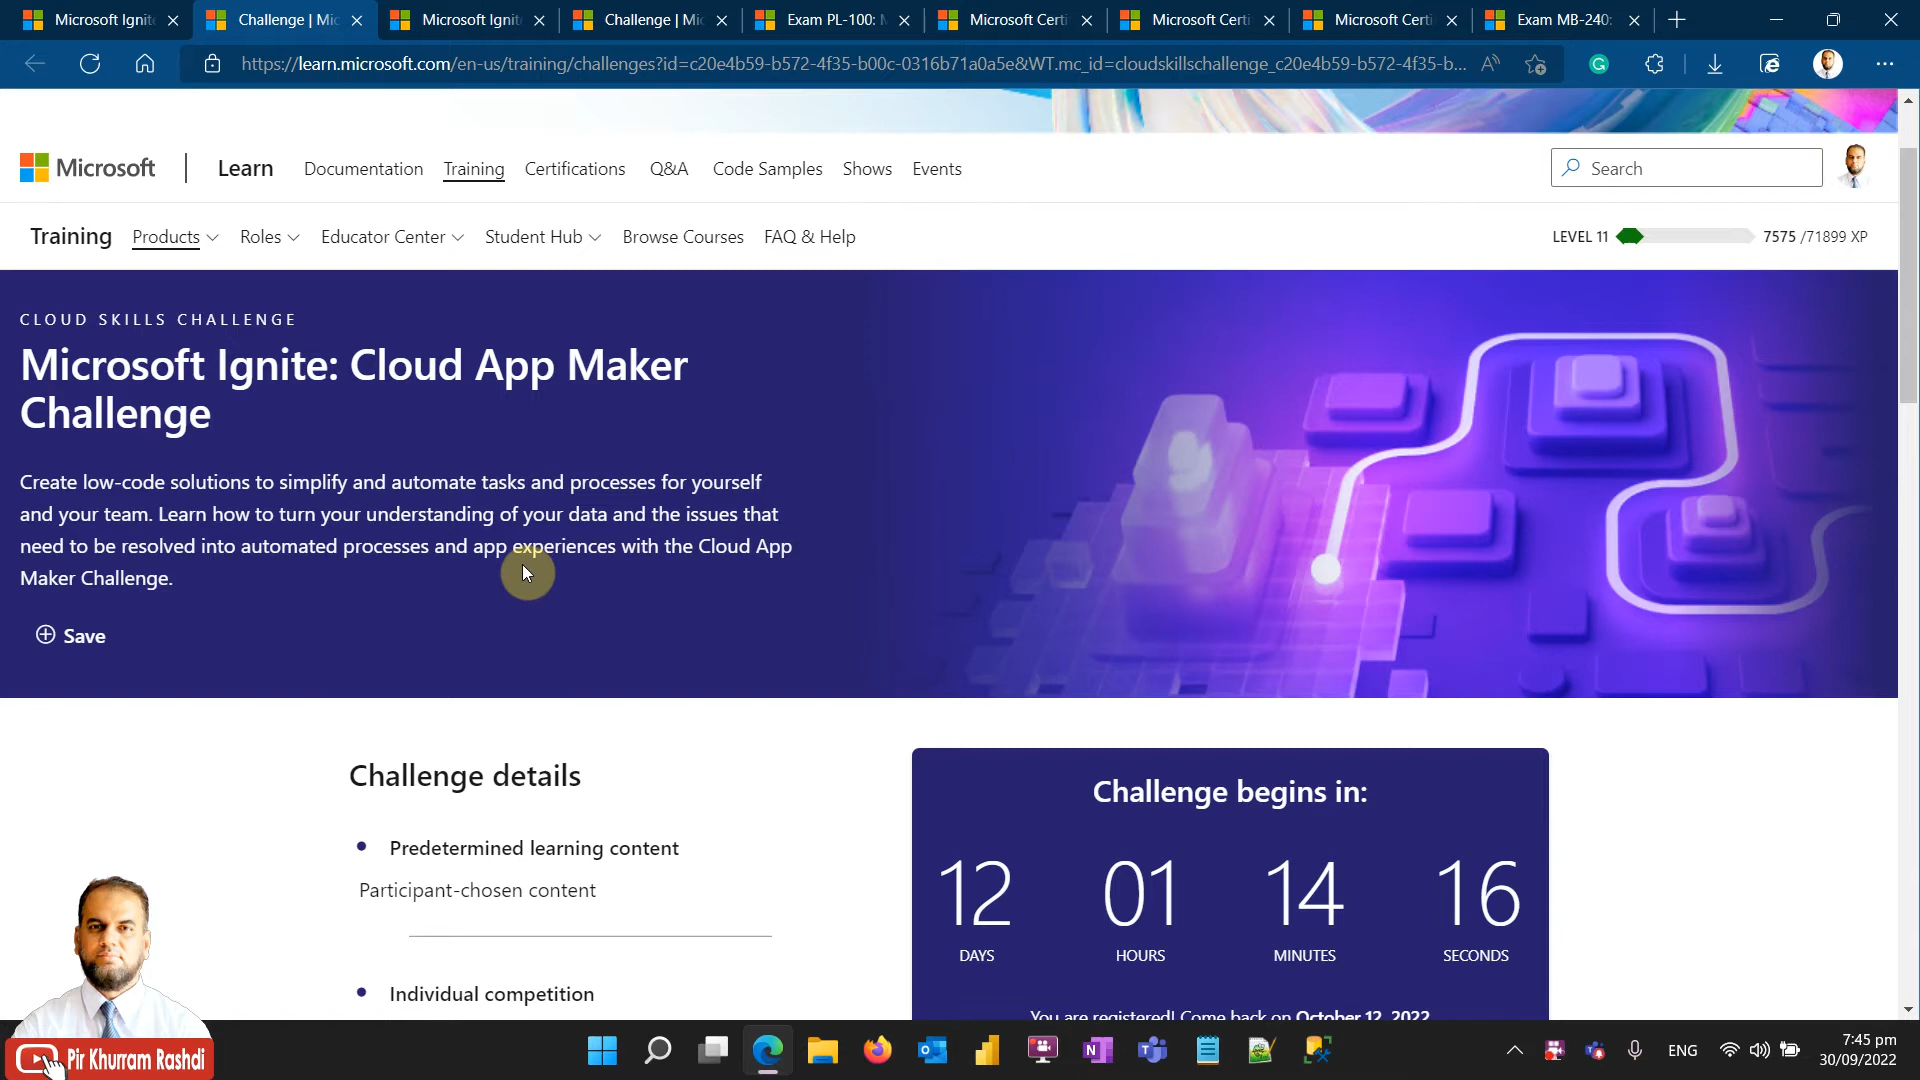 Microsoft Ignit
Challenge | Mic
Microsoft Ignit
Challenge | Mic
Exam PL-100: M
Microsoft Certi
Microsoft Certi
Microsoft Certi
Exam MB-240:
https://learn.microsoft.com/en-us/training/challenges?id=c20e4b59-b572-4f35-b00c-0316b71a0a5e&WT.mc_id=cloudskillschallenge_c20e4b59-b572-4f35-b...
Microsoft
Learn
Documentation
Training
Certifications
Q&A
Code Samples
Shows
Events
Search
Training
Products
Roles
Educator Center
Student Hub
Browse Courses
FAQ & Help
LEVEL 11
7575 /71899 XP
CLOUD SKILLS CHALLENGE
Microsoft Ignite: Cloud App Maker
Challenge
Create low-code solutions to simplify and automate tasks and processes for yourself
and your team. Learn how to turn your understanding of your data and the issues that
need to be resolved into automated processes and app experiences with the Cloud App
Maker Challenge.
Save
Challenge details
Predetermined learning content
Participant-chosen content
Individual competition
Challenge begins in:
12 01 14 16
DAYS HOURS MINUTES SECONDS
You are registered! Come back on October 12, 2022
Pir Khurram Rashdi
ENG
7:45 pm
30/09/2022